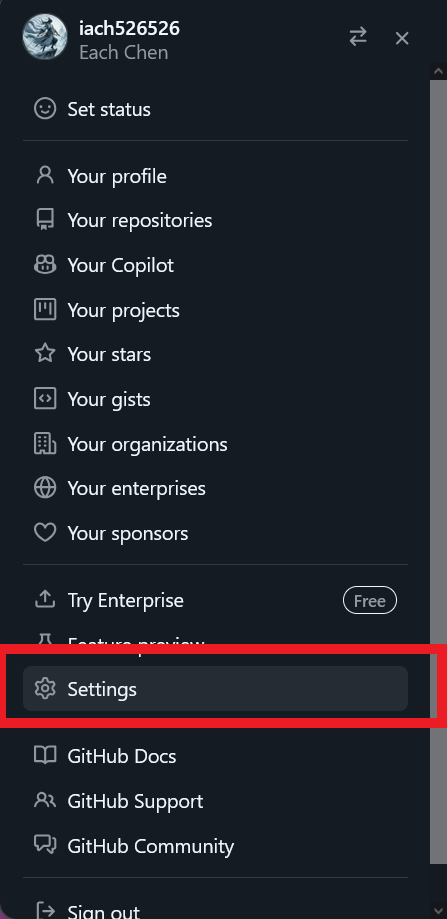 iach526526
Each Chen
Set status
Your profile
Your repositories
Your Copilot
Your projects
Your stars
Your gists
Your organizations
Your enterprises
Your sponsors
Try Enterprise
Free
Feature preview
Settings
GitHub Docs
GitHub Support
GitHub Community
Sign out